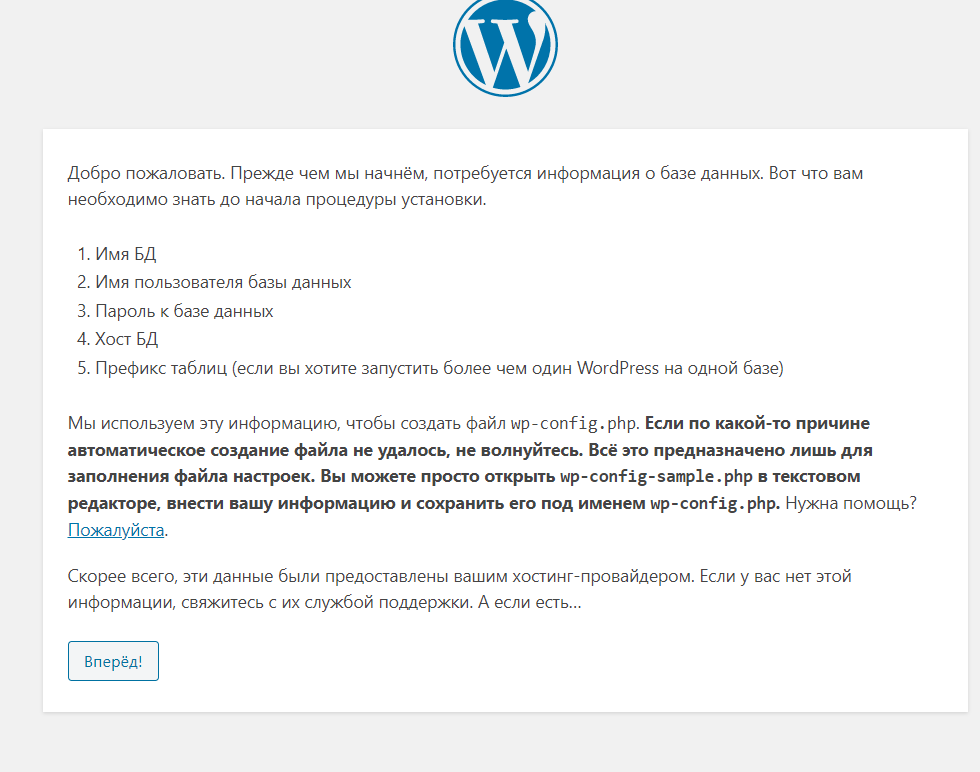 Добро пожаловать. Прежде чем мы начнём, потребуется информация о базе данных. Вот что вам
необходимо знать до начала процедуры установки.
1. Имя БД
2. Имя пользователя базы данных
3. Пароль к базе данных
4. Хост БД
5. Префикс таблиц (если вы хотите запустить более чем один WordPress на одной базе)
Мы используем эту информацию, чтобы создать файл wp-config.php. Если по какой-то причине
автоматическое создание файла не удалось, не волнуйтесь. Всё это предназначено лишь для
заполнения файла настроек. Вы можете просто открыть wp-config-sample.php в текстовом
редакторе, внести вашу информацию и сохранить его под именем wp-config.php. Нужна помощь?
Пожалуйста.
Скорее всего, эти данные были предоставлены вашим хостинг-провайдером. Если у вас нет этой
информации, свяжитесь с их службой поддержки. А если есть…
Вперёд!